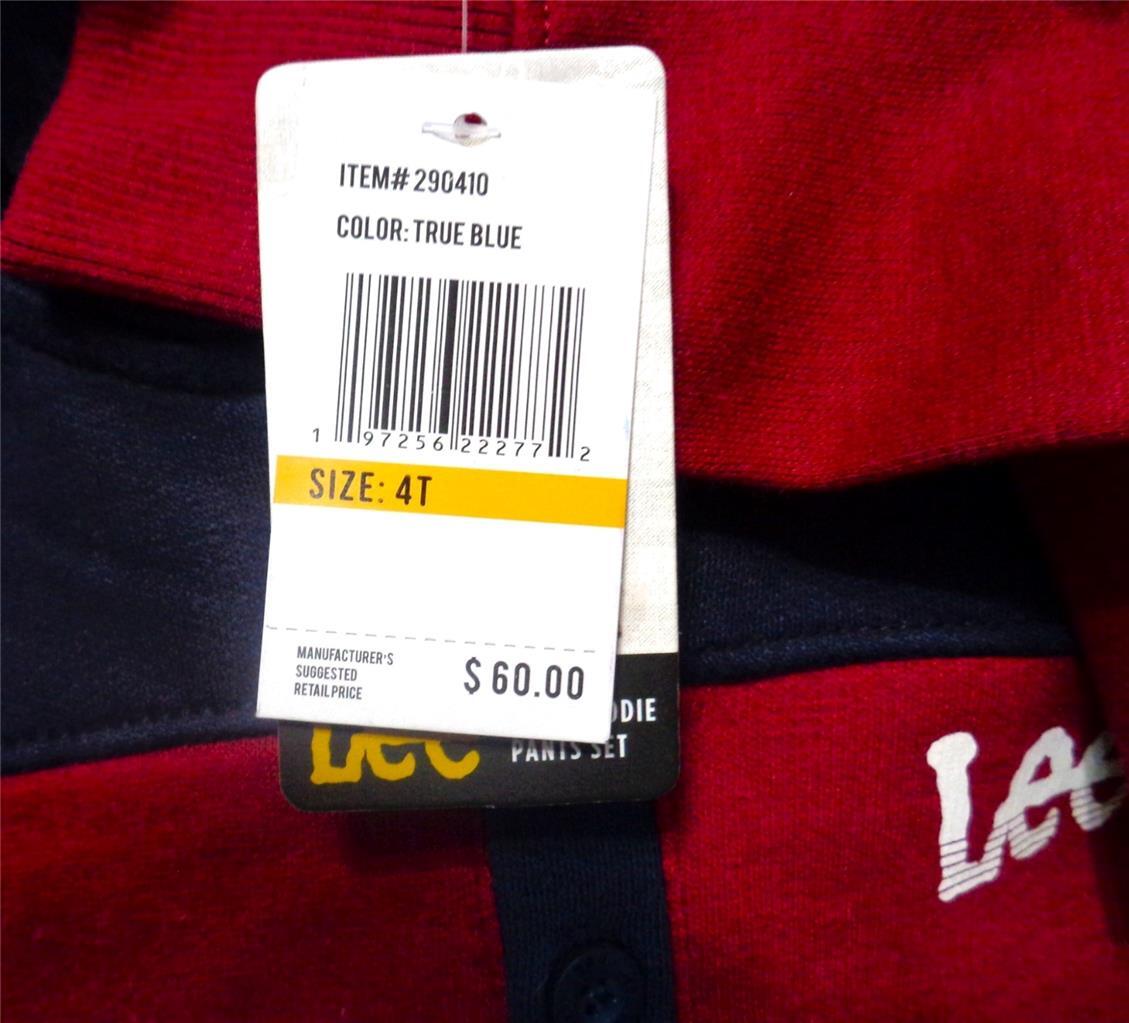 ITEM# 290410
COLOR: TRUE BLUE
1 97256 22277 2
SIZE: 4T
MANUFACTURER'S
SUGGESTED
RETAIL PRICE
$ 60.00
Lee
PANTS SET
Lee